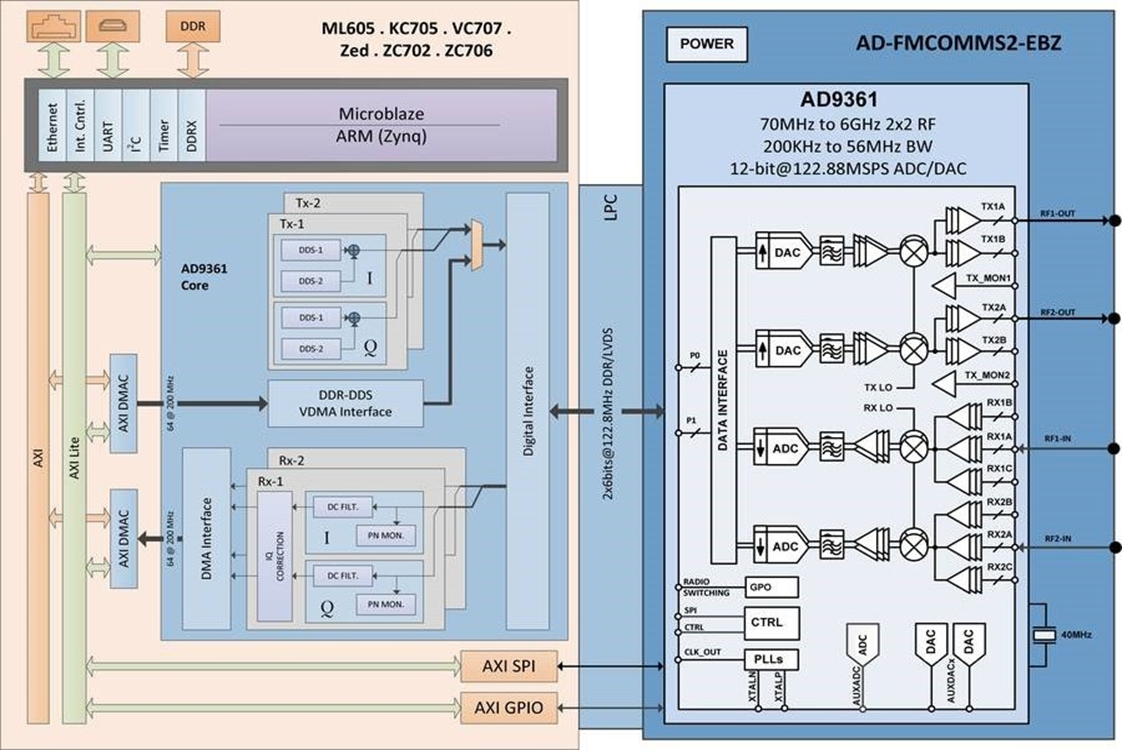 DDR
ML605 . KC705 . VC707 .
Zed . ZC702 . ZC706
Ethernet
Int. Cntrl.
UART
I²C
Timer
DDRX
Microblaze
ARM (Zynq)
AXI
AXI Lite
AD9361
Core
Tx-2
Tx-1
DDS-1
DDS-2
I
DDS-1
DDS-2
Q
AXI DMAC
64 @ 200 MHz
DDR-DDS
VDMA Interface
Digital Interface
AXI DMAC
64 @ 200 MHz
DMA Interface
Rx-2
Rx-1
IQ
CORRECTION
DC FILT.
I
PN MON.
DC FILT.
Q
PN MON.
AXI SPI
AXI GPIO
LPC
2x6bits@122.8MHz DDR/LVDS
POWER
AD-FMCOMMS2-EBZ
AD9361
70MHz to 6GHz 2x2 RF
200KHz to 56MHz BW
12-bit@122.88MSPS ADC/DAC
P0
P1
DATA INTERFACE
DAC
TX1A
RF1-OUT
TX1B
TX_MON1
DAC
TX2A
RF2-OUT
TX2B
TX_MON2
TX LO
RX LO
ADC
RX1B
RX1A
RF1-IN
RX1C
ADC
RX2B
RX2A
RF2-IN
RX2C
RADIO
SWITCHING
GPO
SPI
CTRL
CTRL
CLK_OUT
PLLs
XTALN
XTALP
ADC
AUXADC
DAC
DAC
AUXDACx
40MHz